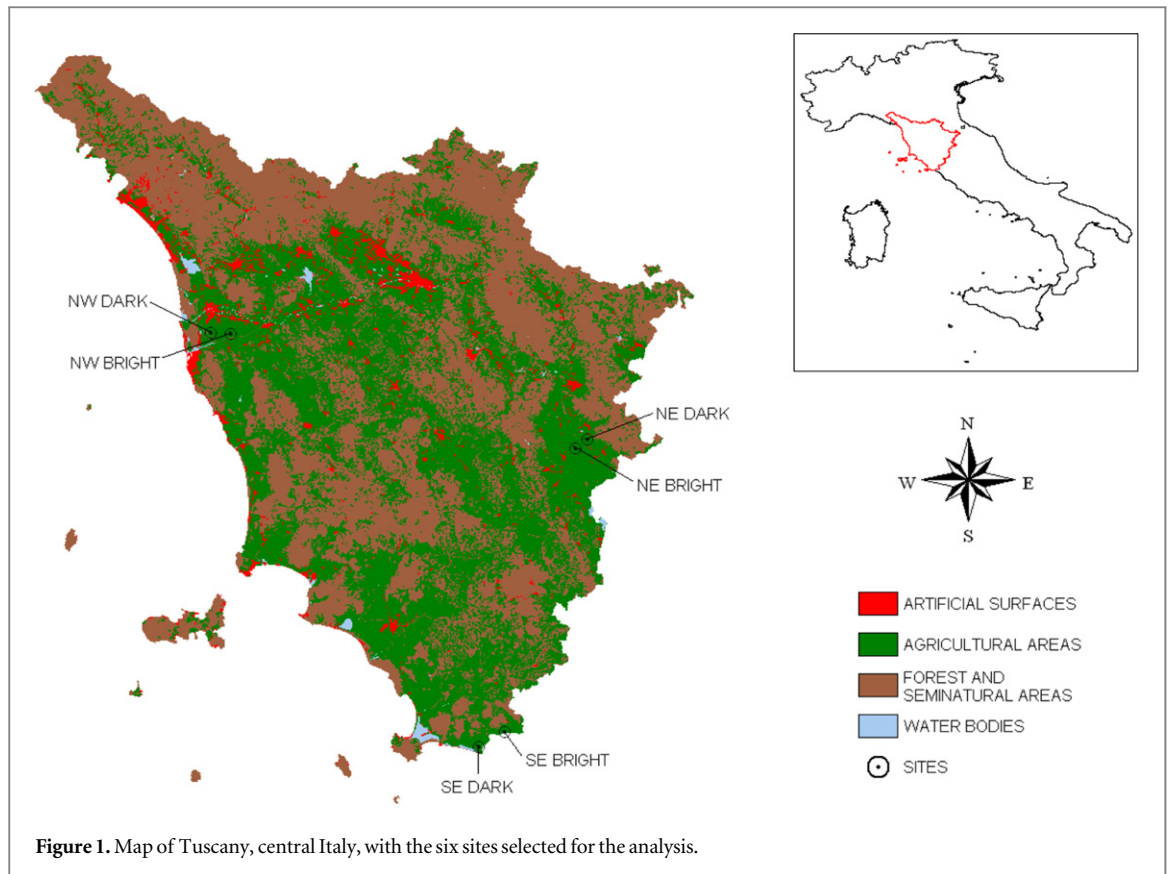 NW DARK
NW BRIGHT
NE DARK
NE BRIGHT
SE BRIGHT
SE DARK
N
W
E
S
ARTIFICIAL SURFACES
AGRICULTURAL AREAS
FOREST AND
SEMINATURAL AREAS
WATER BODIES
SITES
Figure 1. Map of Tuscany, central Italy, with the six sites selected for the analysis.